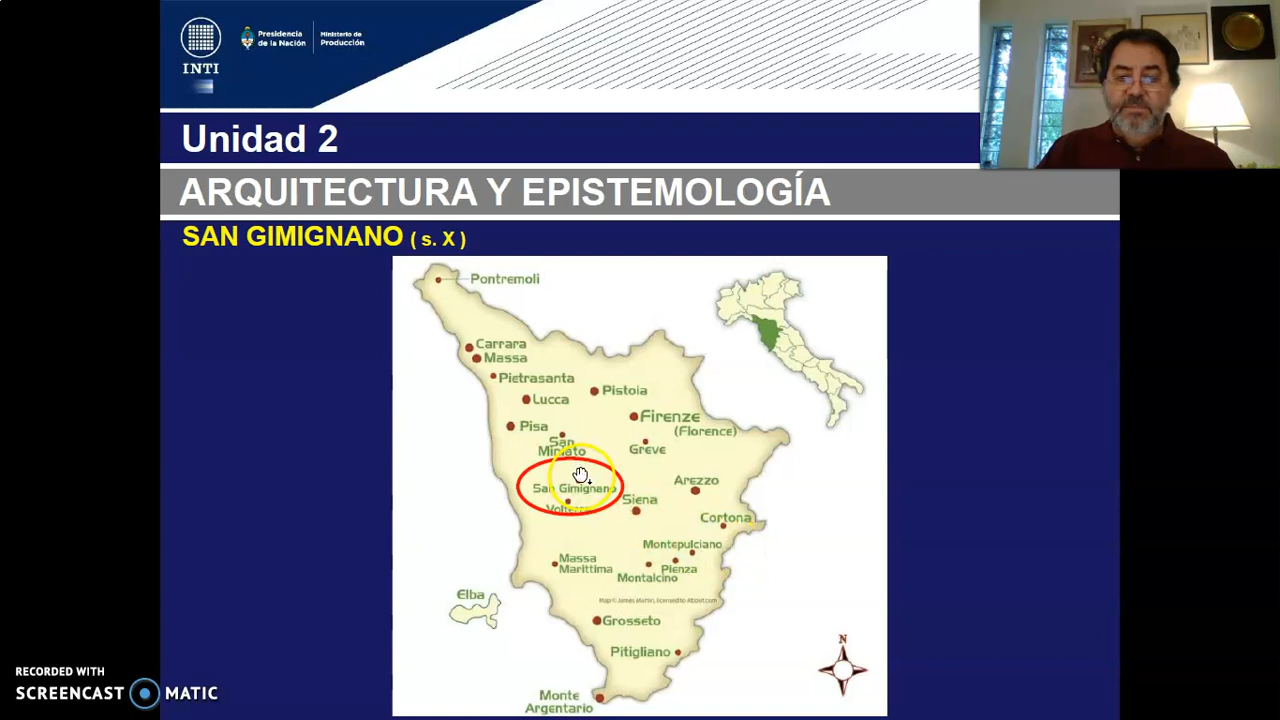 INTI
Presidencia
de la Nación
Ministerio de
Producción
Unidad 2
ARQUITECTURA Y EPISTEMOLOGÍA
SAN GIMIGNANO ( s. X )
Pontremoli
Carrara
Massa
Pietrasanta
Lucca
Pistoia
Firenze
(Florence)
Pisa
San
Miniato
Greve
San Gimignano
Siena
Arezzo
Cortona
Montepulciano
Massa
Marittima
Pienza
Montalcino
Elba
Grosseto
Pitigliano
Monte
Argentario
N
RECORDED WITH
SCREENCAST MATIC